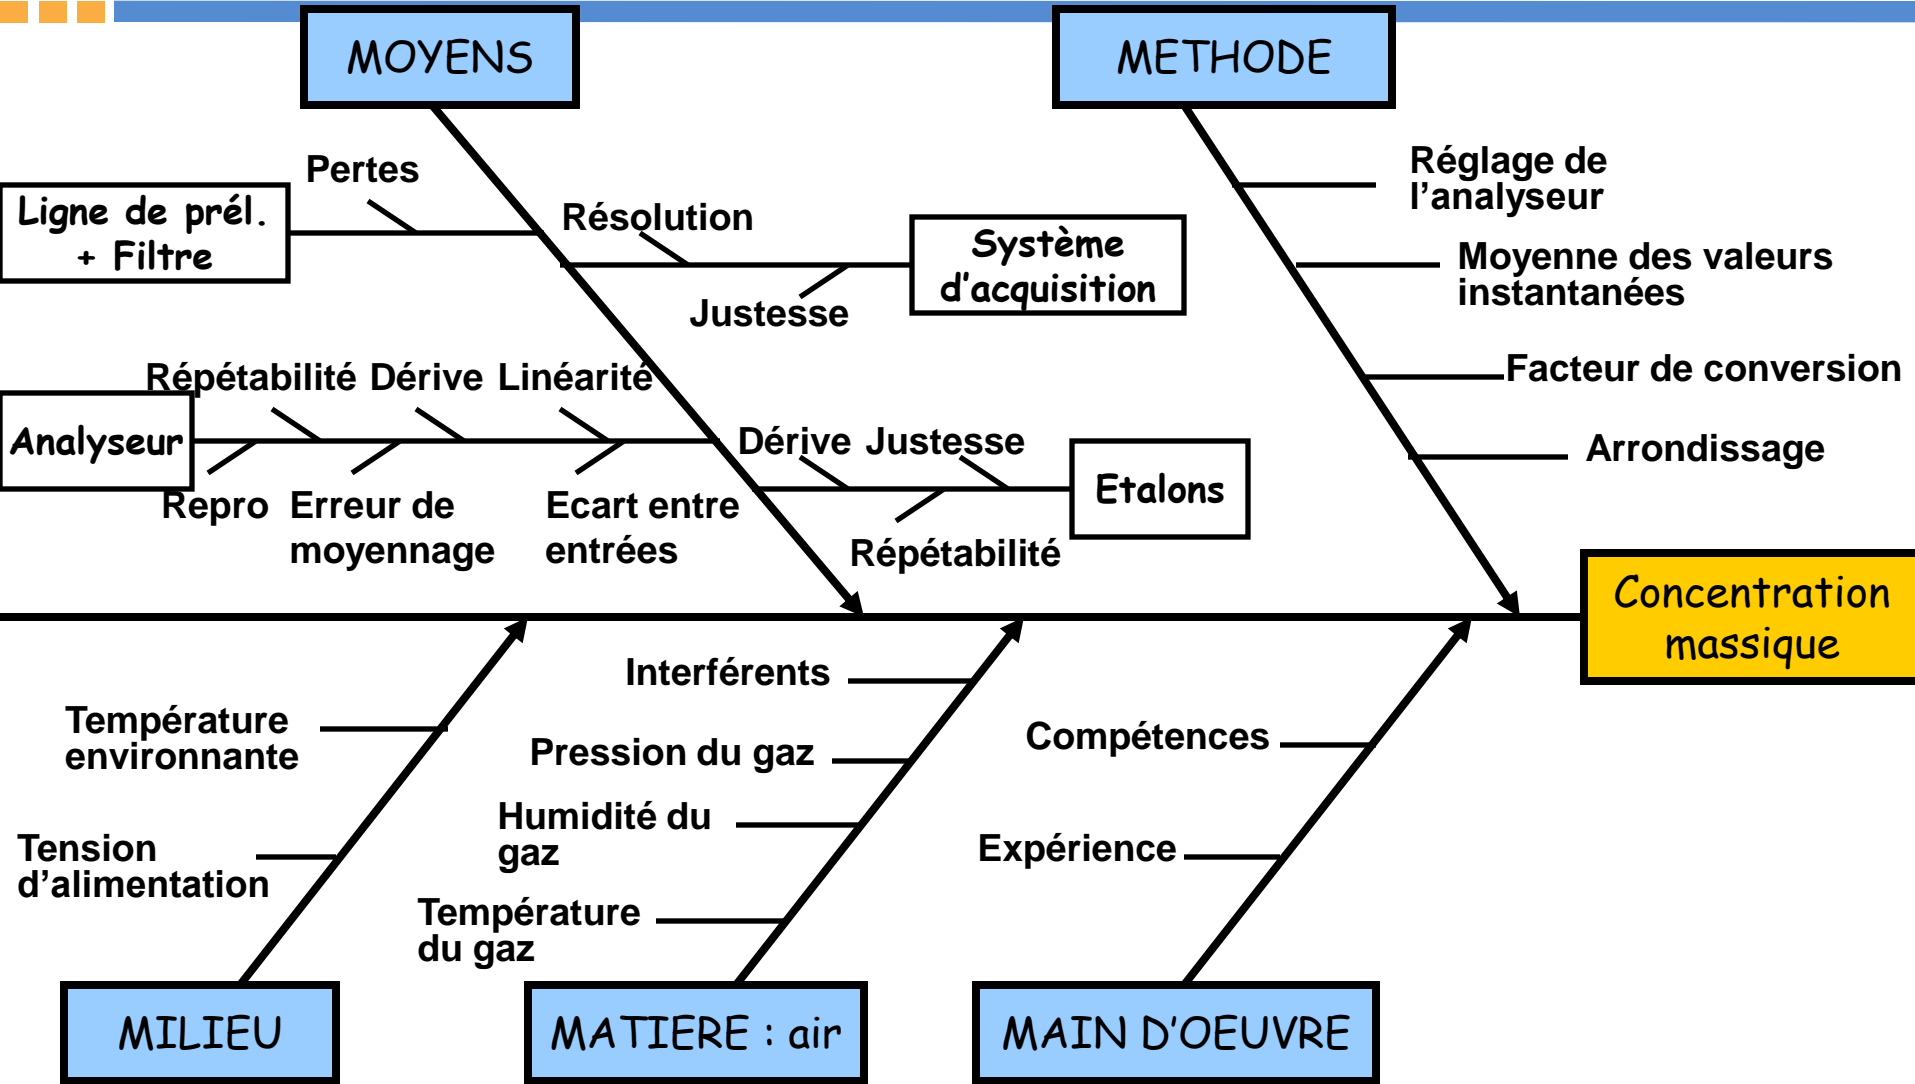 MOYENS
METHODE
Pertes
Ligne de prél.
+ Filtre
Résolution
Système
d'acquisition
Justesse
Réglage de
l’analyseur
Moyenne des valeurs
instantanées
Facteur de conversion
Arrondissage
Répétabilité Dérive Linéarité
Analyseur
Repro
Erreur de
moyennage
Ecart entre
entrées
Dérive Justesse
Etalons
Répétabilité
Concentration
massique
Température
environnante
Tension
d’alimentation
Interférents
Pression du gaz
Humidité du
gaz
Température
du gaz
Compétences
Expérience
MILIEU
MATIERE : air
MAIN D'OEUVRE